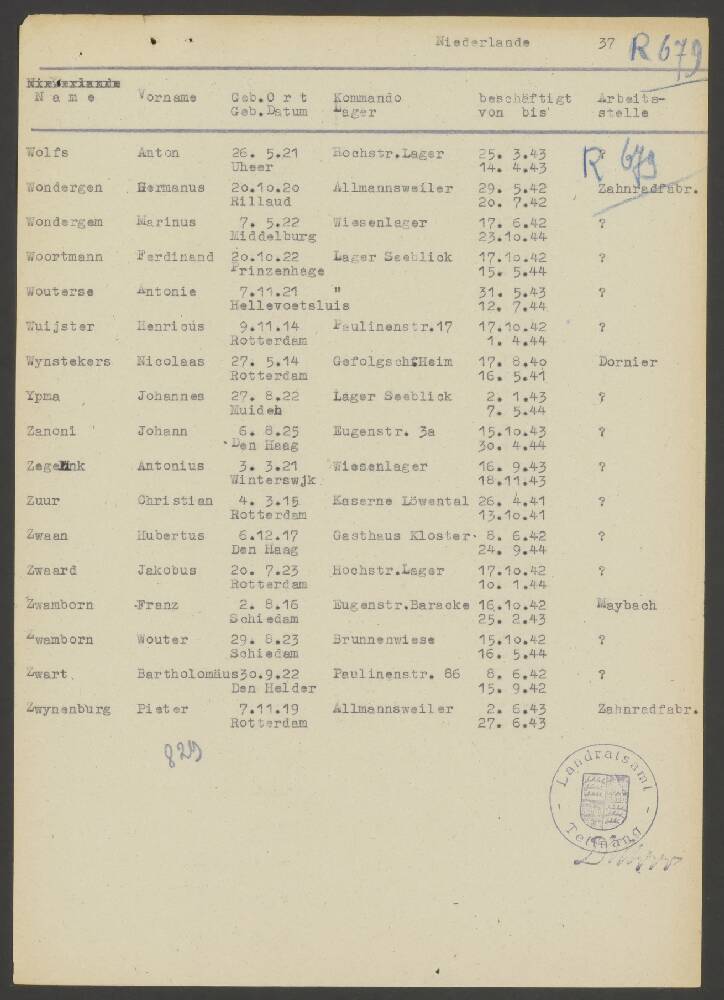 Niederlande 37 R 679
Niederlande
Name Vorname Geb.Ort Kommando beschäftigt Arbeits-
Geb.Datum Lager von bis stelle
Wolfs Anton 26. 5.21 Hochstr.Lager 25. 3.43 ? R 679
Uheer 14. 4.43
Wondergen Hermanus 20.10.20 Allmannsweiler 29. 5.42 Zahnradfabr.
Rillaud 20. 7.42
Wondergem Marinus 7. 5.22 Wiesenlager 17. 6.42 ?
Middelburg 23.10.44
Woortmann Ferdinand 20.10.22 Lager Seeblick 17.10.42 ?
Prinzenhage 15. 5.44
Wouterse Antonie 7.11.21 " 31. 5.43 ?
Hellevoetsluis 12. 7.44
Wuijster Henricus 9.11.14 Paulinenstr.17 17.10.42 ?
Rotterdam 1. 4.44
Wynstekers Nicolaas 27. 5.14 Gefolgschf.Heim 17. 8.40 Dornier
Rotterdam 16. 5.41
Ypma Johannes 27. 8.22 Lager Seeblick 2. 1.43 ?
Muiden 7. 5.44
Zanoni Johann 6. 8.25 Eugenstr. 3a 15.10.43 ?
Den Haag 30. 4.44
Antonius 3. 3.21 Wiesenlager 16. 9.43 ?
Winterswjk 18.11.43
Zuur Christian 4. 3.15 Kaserne Löwental 26. 4.41 ?
Rotterdam 13.10.41
Zwaan Hubertus 6.12.17 Gasthaus Kloster 8. 6.42 ?
Den Haag 24. 9.44
Zwaard Jakobus 20. 7.23 Hochstr.Lager 17.10.42 ?
Rotterdam 10. 1.44
Zwamborn Franz 2. 8.16 Eugenstr.Baracke 16.10.42 Maybach
Schiedam 25. 2.43
Zwamborn Wouter 29. 8.23 Brunnenwiese 15.10.42 ?
Schiedam 16. 5.44
Zwart Bartholomäus 30.9.22 Paulinenstr. 86 8. 6.42 ?
Den Helder 15. 9.42
Zwynenburg Pieter 7.11.19 Allmannsweiler 2. 6.43 Zahnradfabr.
Rotterdam 27. 6.43
829
Landratsamt
Tettnang